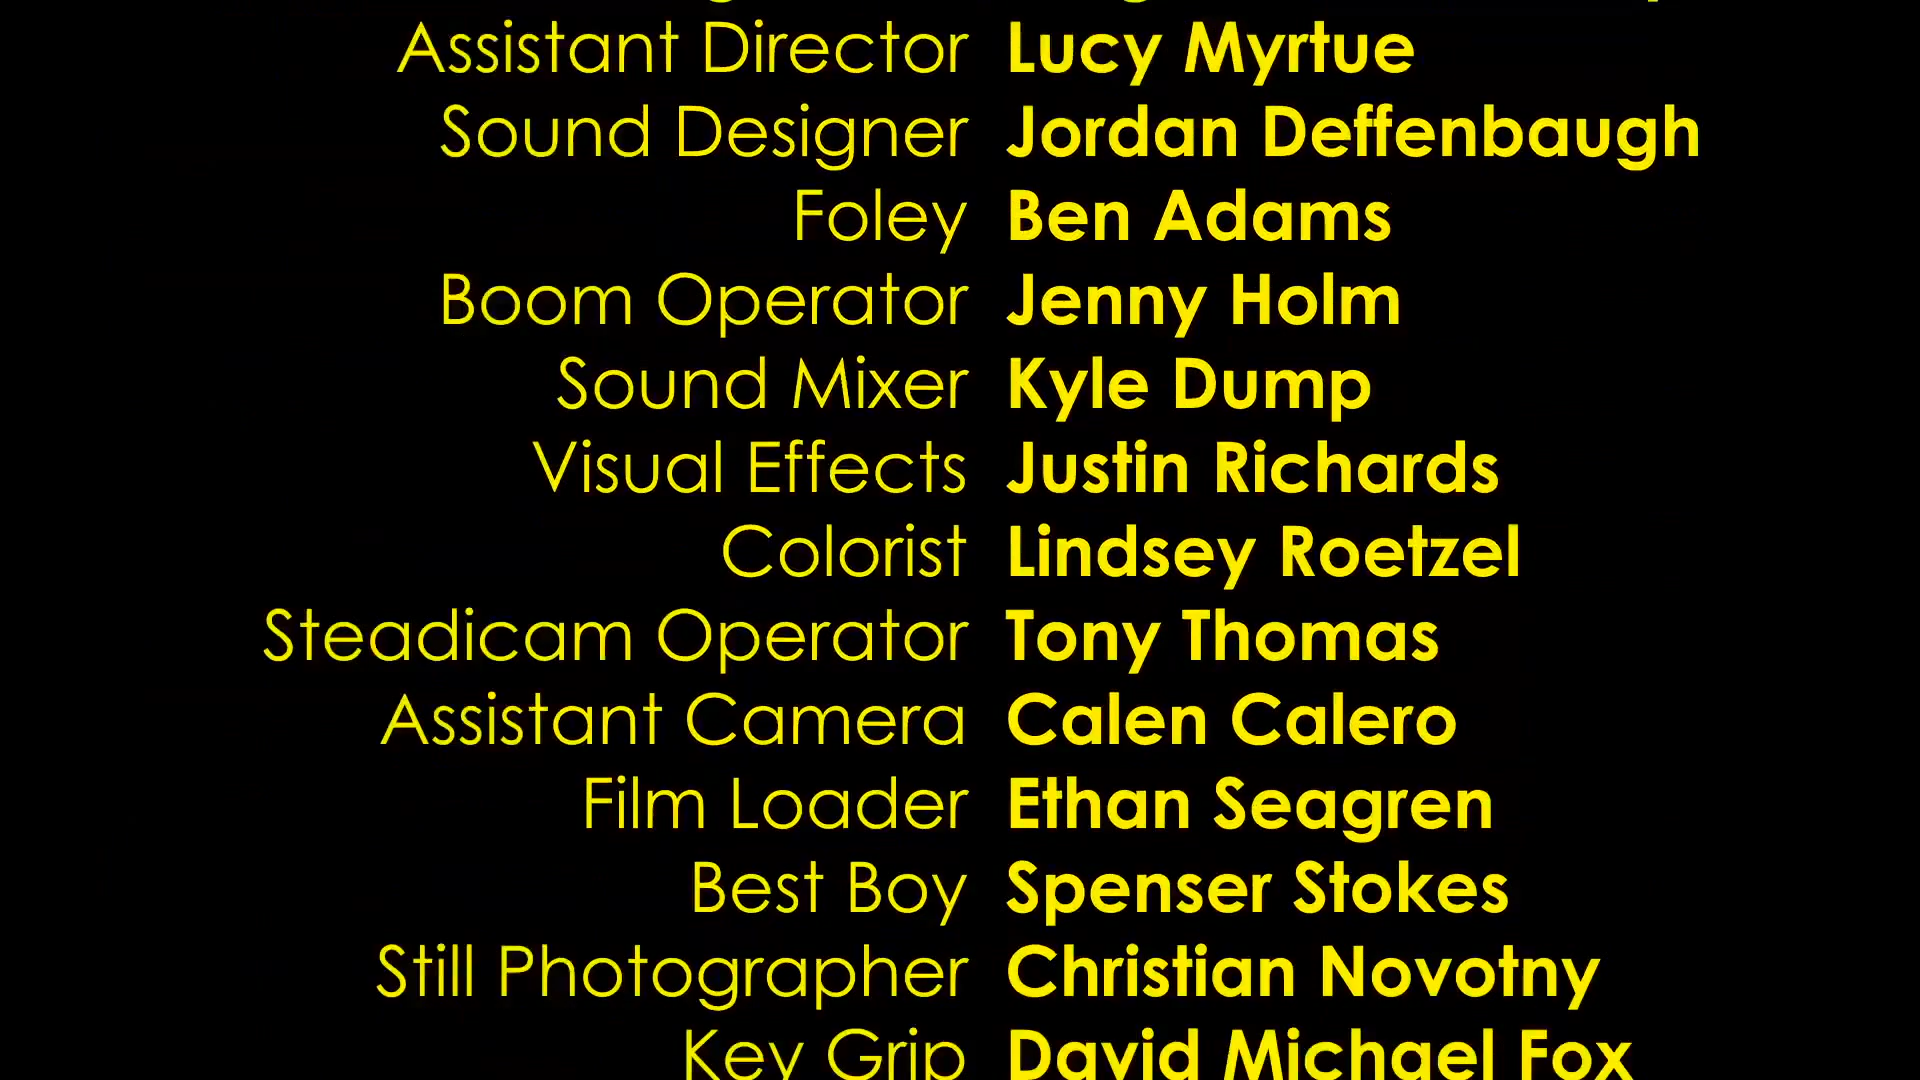 Assistant Director Lucy Myrtue
Sound Designer Jordan Deffenbaugh
Foley Ben Adams
Boom Operator Jenny Holm
Sound Mixer Kyle Dump
Visual Effects Justin Richards
Colorist Lindsey Roetzel
Steadicam Operator Tony Thomas
Assistant Camera Calen Calero
Film Loader Ethan Seagren
Best Boy Spenser Stokes
Still Photographer Christian Novotny
Key Grip David Michael Fox